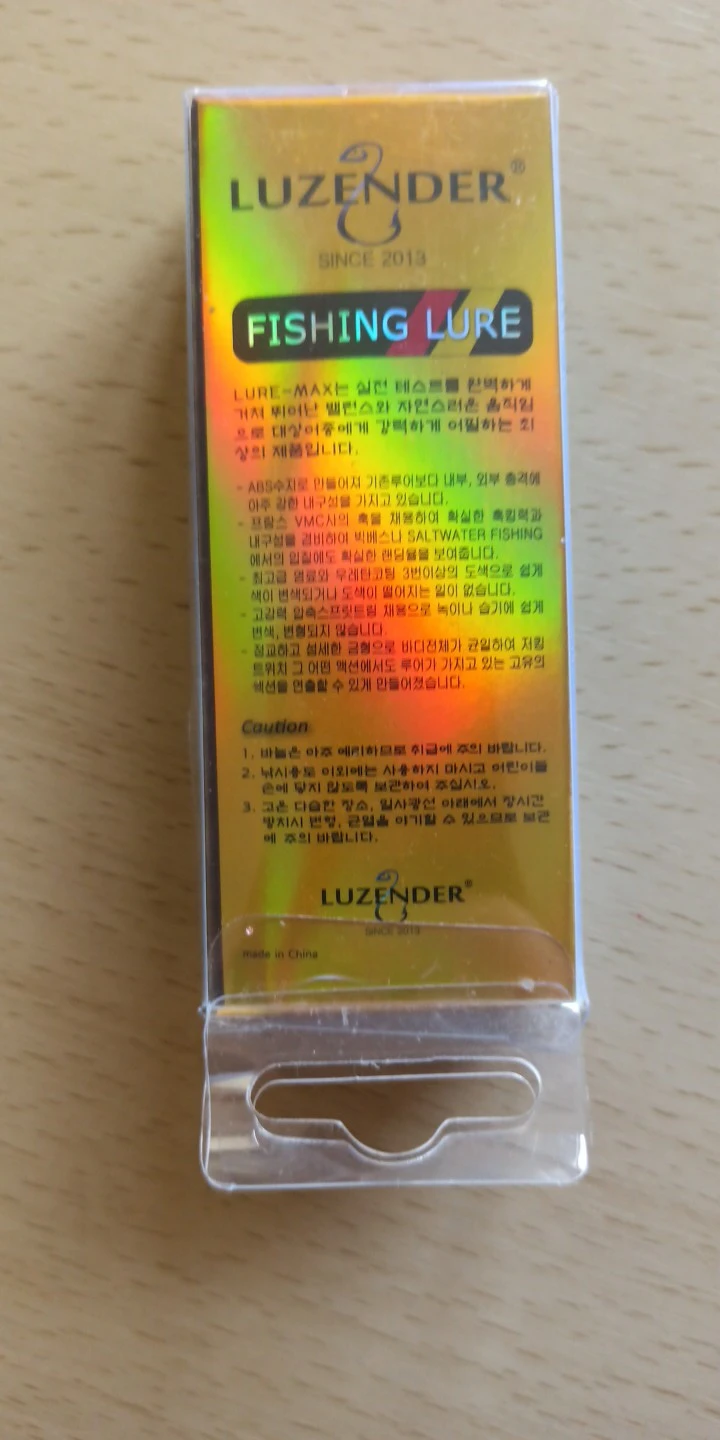 LUZENDER®
SINCE 2013
FISHING LURE
LURE-MAX는 실전 테스트를 완벽하게
거쳐 뛰어난 밸런스와 자연스러운 움직임
으로 대상어종에게 강력하게 어필하는 최
상의 제품입니다.
- ABS수지로 만들어져 기존루어보다 내부, 외부 충격에
아주 강한 내구성을 가지고 있습니다.
- 프랑스 VMC사의 훅을 채용하여 확실한 훅킹력과
내구성을 겸비하여 빅베스나 SALTWATER FISHING
에서의 입질에도 확실한 랜딩율을 보여줍니다.
- 최고급 염료와 우레탄코팅 3번이상의 도색으로 쉽게
색이 변색되거나 도색이 떨어지는 일이 없습니다.
- 고강력 압축스프릿트링 채용으로 녹이나 습기에 쉽게
변색, 변형되지 않습니다.
- 정교하고 섬세한 금형으로 바디전체가 균일하여 저킹
트위치 그 어떤 액션에서도 루어가 가지고 있는 고유의
액션을 연출할 수 있게 만들어졌습니다.
Caution
1. 바늘은 아주 예리하므로 취급에 주의 바랍니다.
2. 낚시용도 이외에는 사용하지 마시고 어린이들
손에 닿지 않도록 보관하여 주십시오.
3. 고온 다습한 장소, 일사광선 아래에서 장시간
방치시 변형, 균열을 야기할 수 있으므로 보관
에 주의 바랍니다.
LUZENDER®
SINCE 2013
made in China